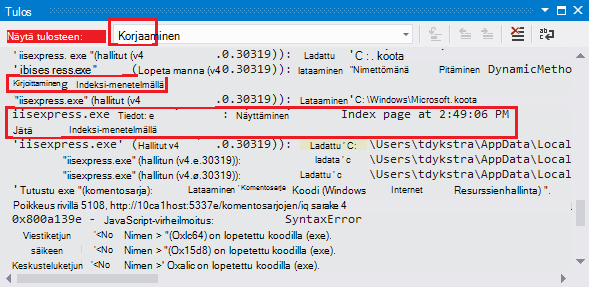 Tulos
Näytä tulosteen: Korjaaminen
'iisexpress. exe "(hallitut (v4 .0.30319)): Ladattu 'C : . koota
'ibises ress.exe" (Lopeta manna (v4 .0.30319)): lataaminen "Nimettömänä Pitäminen DynamicMetho
Kirjoittaminen g Indeksi-menetelmällä
"iisexpress.exe" (hallitut (v4 .0.30319)): Lataaminen 'C: \Windows\Microsoft. koota
iisexpress.exe Tiedot: e : Näyttäminen Index page at 2:49:06 PM
Jätä Indeksi-menetelmällä
'iisexpress.exe' (Hallitun (v4 .0.30319)): Ladattu 'C: \Users\tdykstra\AppData\Local
"iisexpress.exe" (hallitun (v4.e.30319)): ladata 'c \Users\tdykstra\AppData\Local
"iisexpress.exe" (hallitun (v4.e.30319)): Ladattu 'c \Users\tdykstra\AppData\Local
' Tutustu exe "(komentosarja): Lataaminen 'Komentosarja Koodi (Windows Internet Resurssienhallinta) ".
Poikkeus rivillä 5108, http://10ca1host:5337e/komentosarjojen/iq sarake 4
0x800a139e - JavaScript-virheilmoitus: SyntaxError
Viestiketjun '<No Nimen > "(Oxlc64) on lopetettu koodilla (exe).
säikeen '<No Nimen > "(Ox15d8) on lopetettu koodilla (exe).
Keskusteluketjun '<No Nimen >' Oxalic on lopetettu koodilla (exe).